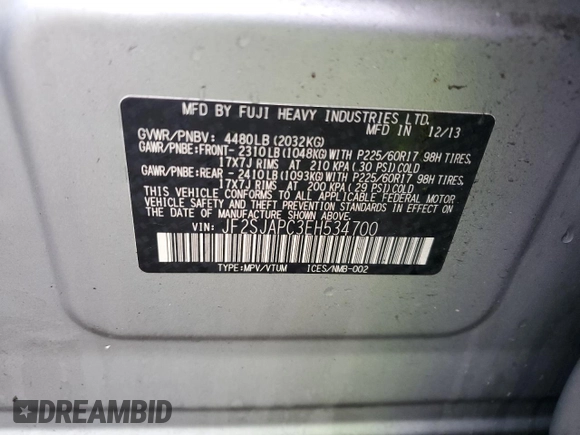 MFD BY FUJI HEAVY INDUSTRIES LTD.
GVWR/PNBV: 4480LB (2032KG) MFD IN 12/13
GAWR/PNBE:FRONT-2310LB (1048KG) WITH P225/60R17 98H TIRES,
17X7J RIMS AT 210 KPA ( 30 PSI) COLD
GAWR/PNBE:REAR -2410LB (1093KG) WITH P225/60R17 98H TIRES,
17X7J RIMS AT 200 KPA ( 29 PSI) COLD
THIS VEHICLE CONFORMS TO ALL APPLICABLE FEDERAL MOTOR
VEHICLE SAFETY AND THEFT PREVENTION STANDARDS IN EFFECT
ON THE DATE OF MANUFACTURE SHOWN ABOVE.
VIN: JF2SJAPC3EH534700
TYPE:MPV/VTUM ICES/NMB-002
DREAMBID